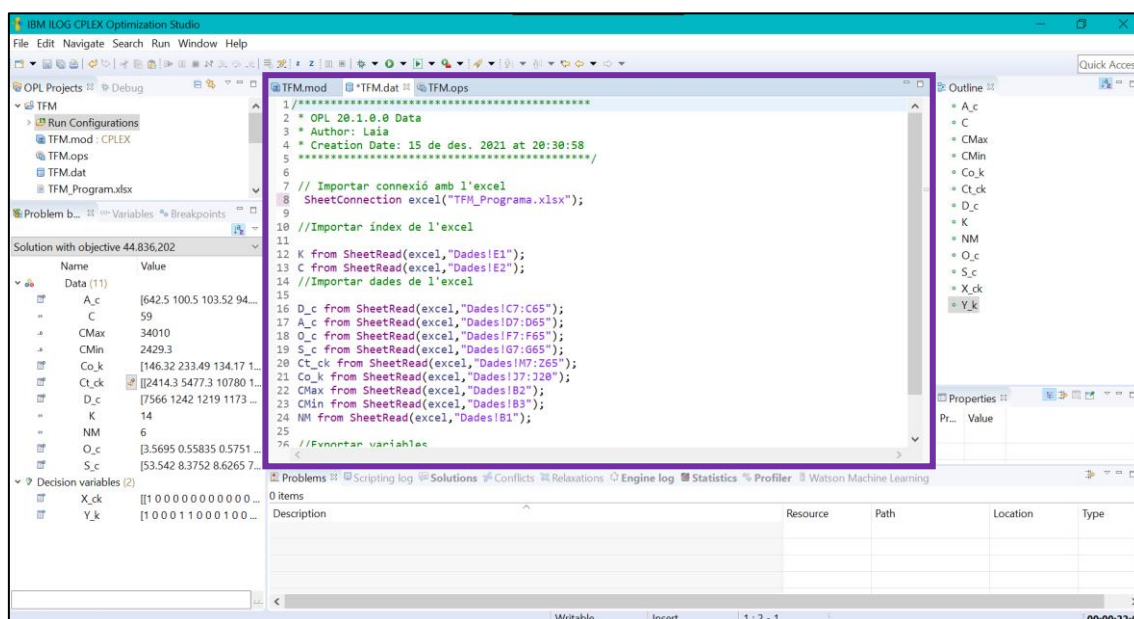 IBM ILOG CPLEX Optimization Studio
File Edit Navigate Search Run Window Help
Quick Acces
OPL Projects Debug
TFM
Run Configurations
TFM.mod : CPLEX
TFM.ops
TFM.dat
TFM_Program.xlsx
Problem b... Variables Breakpoints
Solution with objective 44.836,202
Name Value
Data (11)
A_c [642.5 100.5 103.52 94....
C 59
CMax 34010
CMin 2429.3
Co_k [146.32 233.49 134.17 1...
Ct_ck [[2414.3 5477.3 10780 1...
D_c [7566 1242 1219 1173 ...
K 14
NM 6
O_c [3.5695 0.55835 0.5751 ...
S_c [53.542 8.3752 8.6265 7...
Decision variables (2)
X_ck [[1 0 0 0 0 0 0 0 0 0 0 0 ...
Y_k [1 0 0 0 1 1 0 0 0 1 0 0 ...
TFM.mod *TFM.dat TFM.ops
1 /*********************************************
2 * OPL 20.1.0.0 Data
3 * Author: Laia
4 * Creation Date: 15 de des. 2021 at 20:30:58
5 *********************************************/
6
7 // Importar connexió amb l'excel
8 SheetConnection excel("TFM_Programa.xlsx");
9
10 //Importar índex de l'excel
11
12 K from SheetRead(excel,"Dades!E1");
13 C from SheetRead(excel,"Dades!E2");
14 //Importar dades de l'excel
15
16 D_c from SheetRead(excel,"Dades!C7:C65");
17 A_c from SheetRead(excel,"Dades!D7:D65");
18 O_c from SheetRead(excel,"Dades!F7:F65");
19 S_c from SheetRead(excel,"Dades!G7:G65");
20 Ct_ck from SheetRead(excel,"Dades!M7:Z65");
21 Co_k from SheetRead(excel,"Dades!J7:J20");
22 CMax from SheetRead(excel,"Dades!B2");
23 CMin from SheetRead(excel,"Dades!B3");
24 NM from SheetRead(excel,"Dades!B1");
25
26 //Exportar variables
Outline
A_c
C
CMax
CMin
Co_k
Ct_ck
D_c
K
NM
O_c
S_c
X_ck
Y_k
Properties
Pr... Value
Problems Scripting log Solutions Conflicts Relaxations Engine log Statistics Profiler Watson Machine Learning
0 items
Description Resource Path Location Type
Writable Insert 1 : 2 - 1